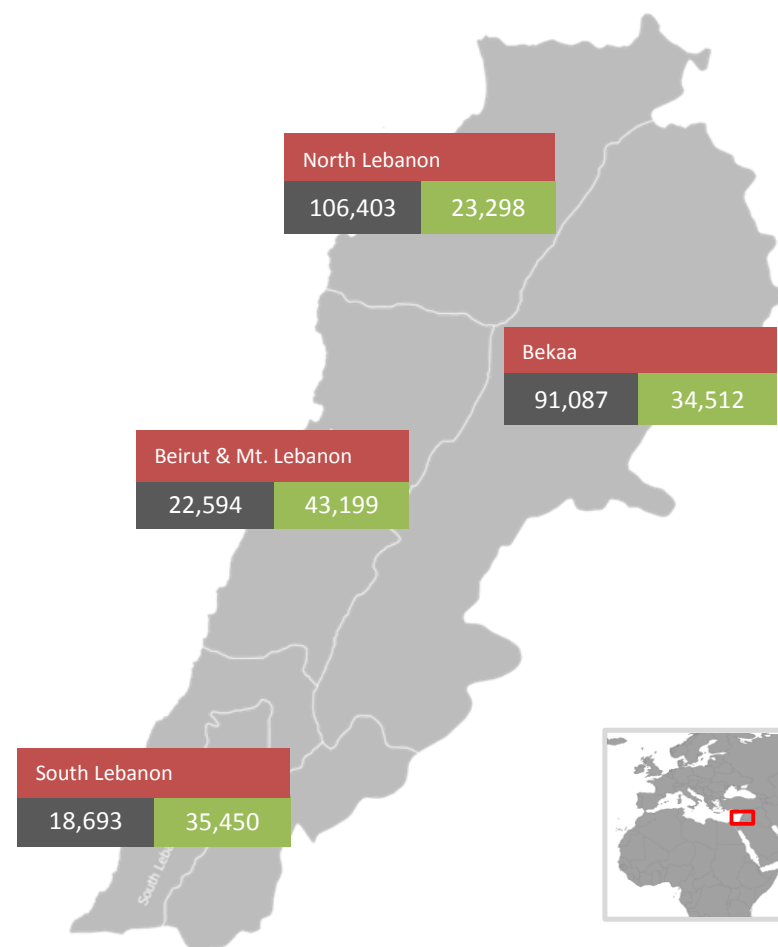 North Lebanon
106,403 23,298
Bekaa
91,087 34,512
Beirut & Mt. Lebanon
22,594 43,199
South Lebanon
18,693 35,450
South